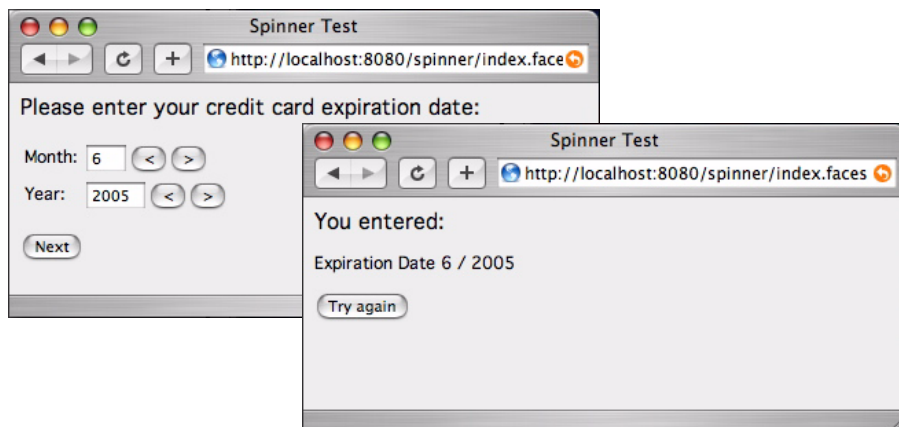 Spinner Test
http://localhost:8080/spinner/index.face
Please enter your credit card expiration date:
Month: 6 < >
Year: 2005 < >
Next
Spinner Test
http://localhost:8080/spinner/index.faces
You entered:
Expiration Date 6 / 2005
Try again